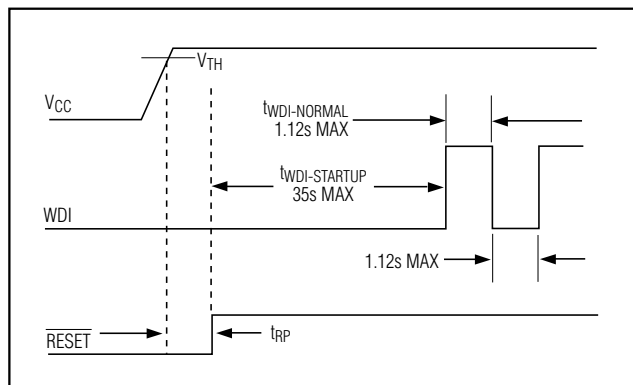 VTH
VCC
tWDI-NORMAL
1.12s MAX
tWDI-STARTUP
35s MAX
WDI
1.12s MAX
RESET
tRP